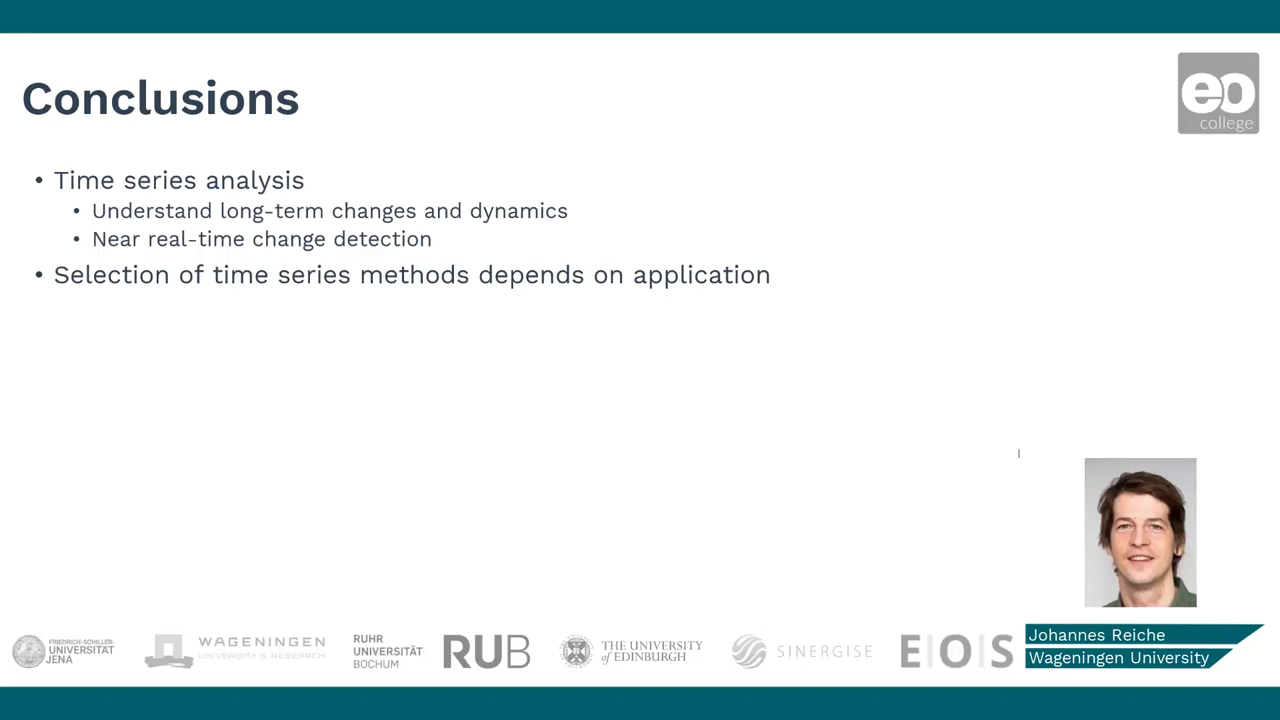 Conclusions
eo
college
• Time series analysis
• Understand long-term changes and dynamics
• Near real-time change detection
• Selection of time series methods depends on application
FRIEDRICH-SCHILLER-
UNIVERSITÄT
JENA
WAGENINGEN
UNIVERSITY & RESEARCH
RUHR
UNIVERSITÄT
BOCHUM
RUB
THE UNIVERSITY
of EDINBURGH
SINERGISE
E|O|S
Johannes Reiche
Wageningen University